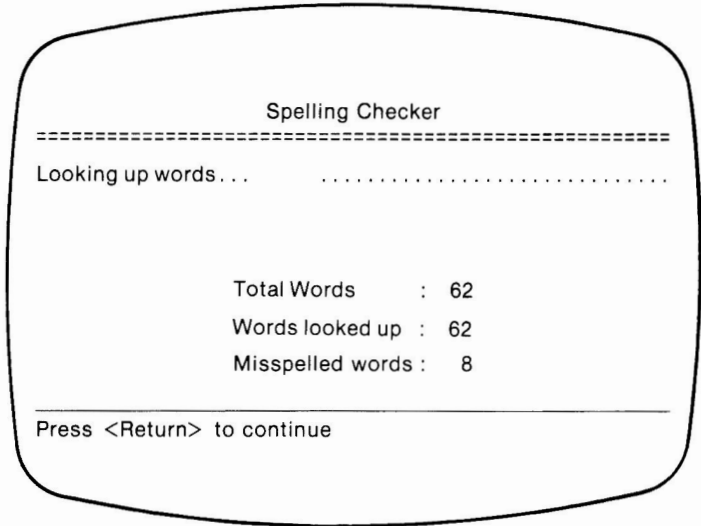 Spelling Checker
=====================================================
Looking up words... ..............................
Total Words : 62
Words looked up : 62
Misspelled words : 8
Press <Return> to continue